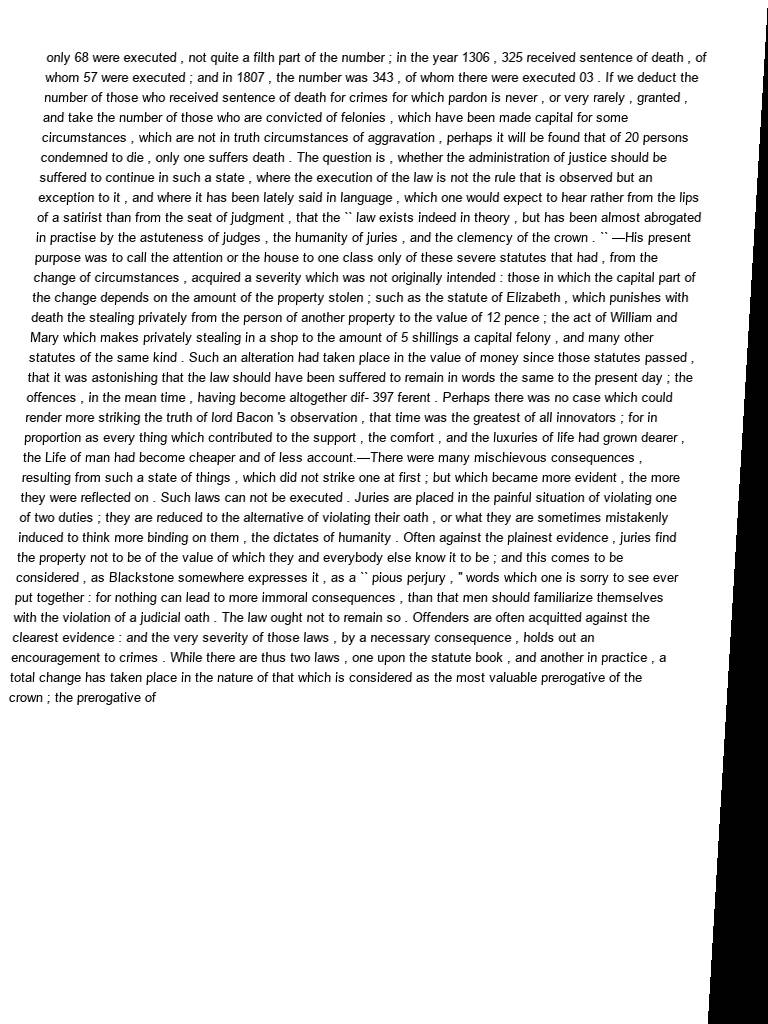 only 68 were executed , not quite a filth part of the number ; in the year 1306 , 325 received sentence of death , of
whom 57 were executed ; and in 1807 , the number was 343 , of whom there were executed 03 . If we deduct the
number of those who received sentence of death for crimes for which pardon is never , or very rarely , granted ,
and take the number of those who are convicted of felonies , which have been made capital for some
circumstances , which are not in truth circumstances of aggravation , perhaps it will be found that of 20 persons
condemned to die , only one suffers death . The question is , whether the administration of justice should be
suffered to continue in such a state , where the execution of the law is not the rule that is observed but an
exception to it , and where it has been lately said in language , which one would expect to hear rather from the lips
of a satirist than from the seat of judgment , that the `` law exists indeed in theory , but has been almost abrogated
in practise by the astuteness of judges , the humanity of juries , and the clemency of the crown . `` —His present
purpose was to call the attention or the house to one class only of these severe statutes that had , from the
change of circumstances , acquired a severity which was not originally intended : those in which the capital part of
the change depends on the amount of the property stolen ; such as the statute of Elizabeth , which punishes with
death the stealing privately from the person of another property to the value of 12 pence ; the act of William and
Mary which makes privately stealing in a shop to the amount of 5 shillings a capital felony , and many other
statutes of the same kind . Such an alteration had taken place in the value of money since those statutes passed ,
that it was astonishing that the law should have been suffered to remain in words the same to the present day ; the
offences , in the mean time , having become altogether dif- 397 ferent . Perhaps there was no case which could
render more striking the truth of lord Bacon 's observation , that time was the greatest of all innovators ; for in
proportion as every thing which contributed to the support , the comfort , and the luxuries of life had grown dearer ,
the Life of man had become cheaper and of less account.—There were many mischievous consequences ,
resulting from such a state of things , which did not strike one at first ; but which became more evident , the more
they were reflected on . Such laws can not be executed . Juries are placed in the painful situation of violating one
of two duties ; they are reduced to the alternative of violating their oath , or what they are sometimes mistakenly
induced to think more binding on them , the dictates of humanity . Often against the plainest evidence , juries find
the property not to be of the value of which they and everybody else know it to be ; and this comes to be
considered , as Blackstone somewhere expresses it , as a `` pious perjury , '' words which one is sorry to see ever
put together : for nothing can lead to more immoral consequences , than that men should familiarize themselves
with the violation of a judicial oath . The law ought not to remain so . Offenders are often acquitted against the
clearest evidence : and the very severity of those laws , by a necessary consequence , holds out an
encouragement to crimes . While there are thus two laws , one upon the statute book , and another in practice , a
total change has taken place in the nature of that which is considered as the most valuable prerogative of the
crown ; the prerogative of